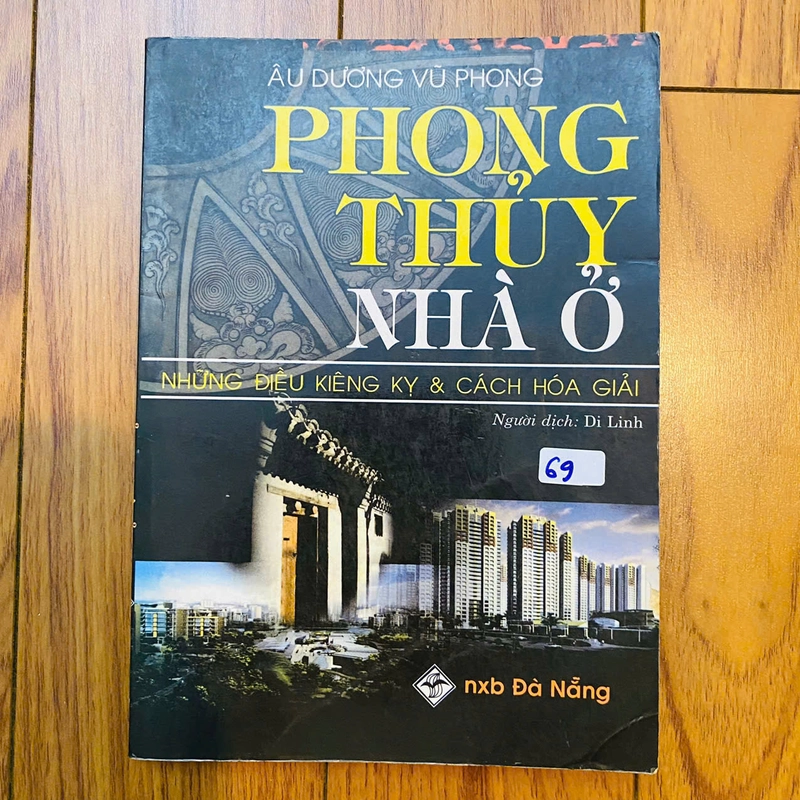 ÂU DƯƠNG VŨ PHONG
PHONG
THỦY
NHÀ Ở
NHỮNG ĐIỀU KIÊNG KỴ & CÁCH HÓA GIẢI
Người dịch: Di Linh
69
nxb Đà Nẵng